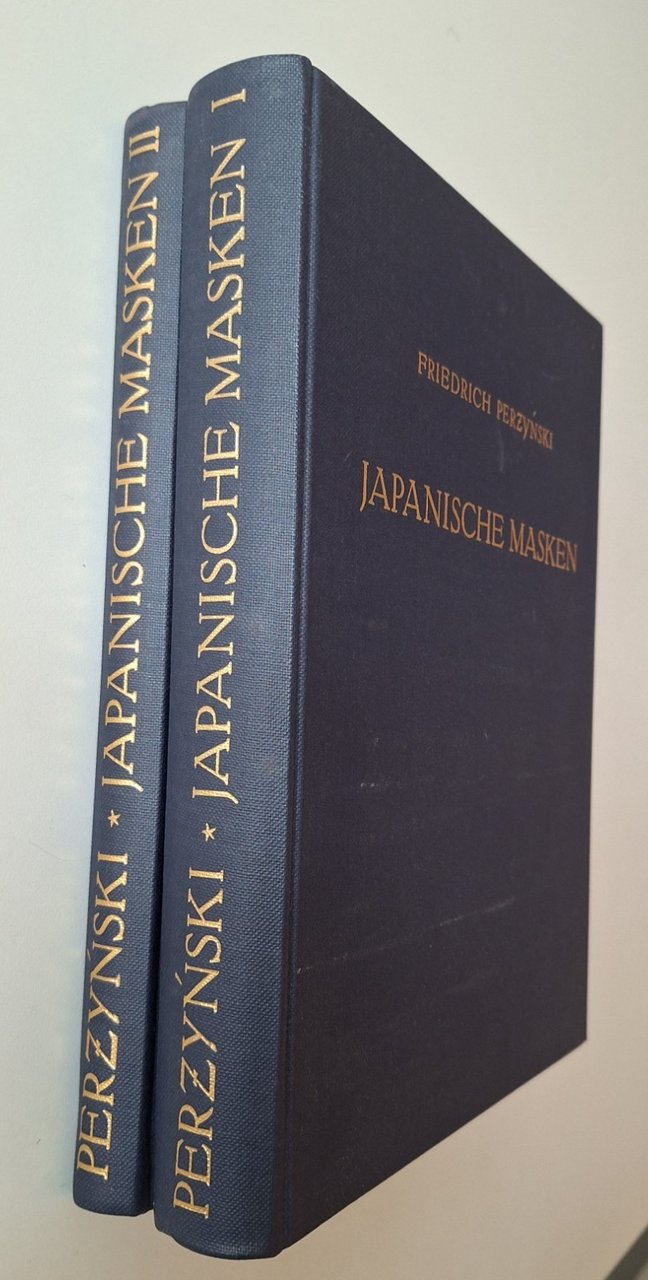 PERZYŃSKI * JAPANISCHE MASKEN II
PERZYŃSKI * JAPANISCHE MASKEN I
FRIEDRICH PERZYŃSKI
JAPANISCHE MASKEN